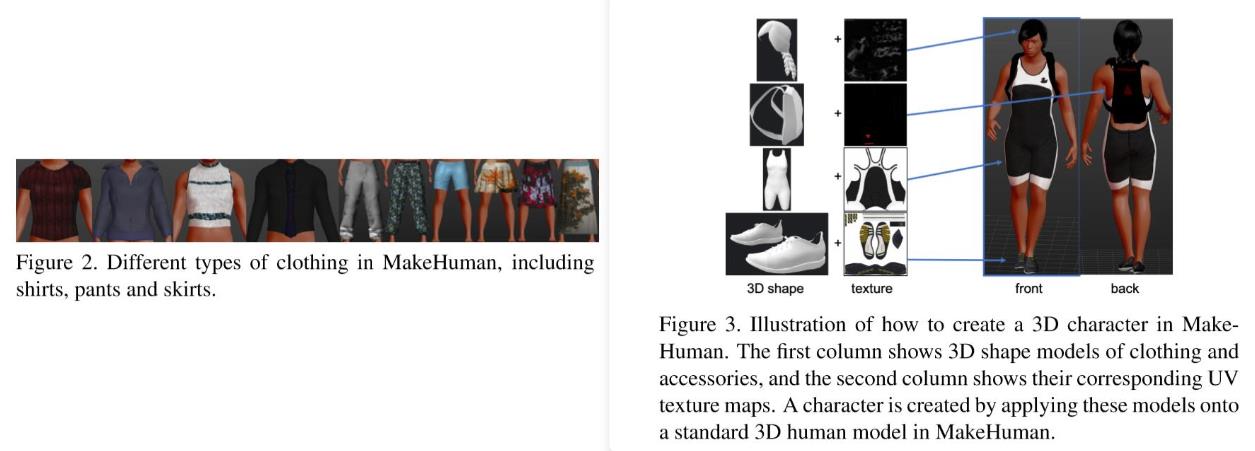 Figure 2. Different types of clothing in MakeHuman, including
shirts, pants and skirts.
+
+
+
+
3D shape
texture
front
back
Figure 3. Illustration of how to create a 3D character in Make-
Human. The first column shows 3D shape models of clothing and
accessories, and the second column shows their corresponding UV
texture maps. A character is created by applying these models onto
a standard 3D human model in MakeHuman.